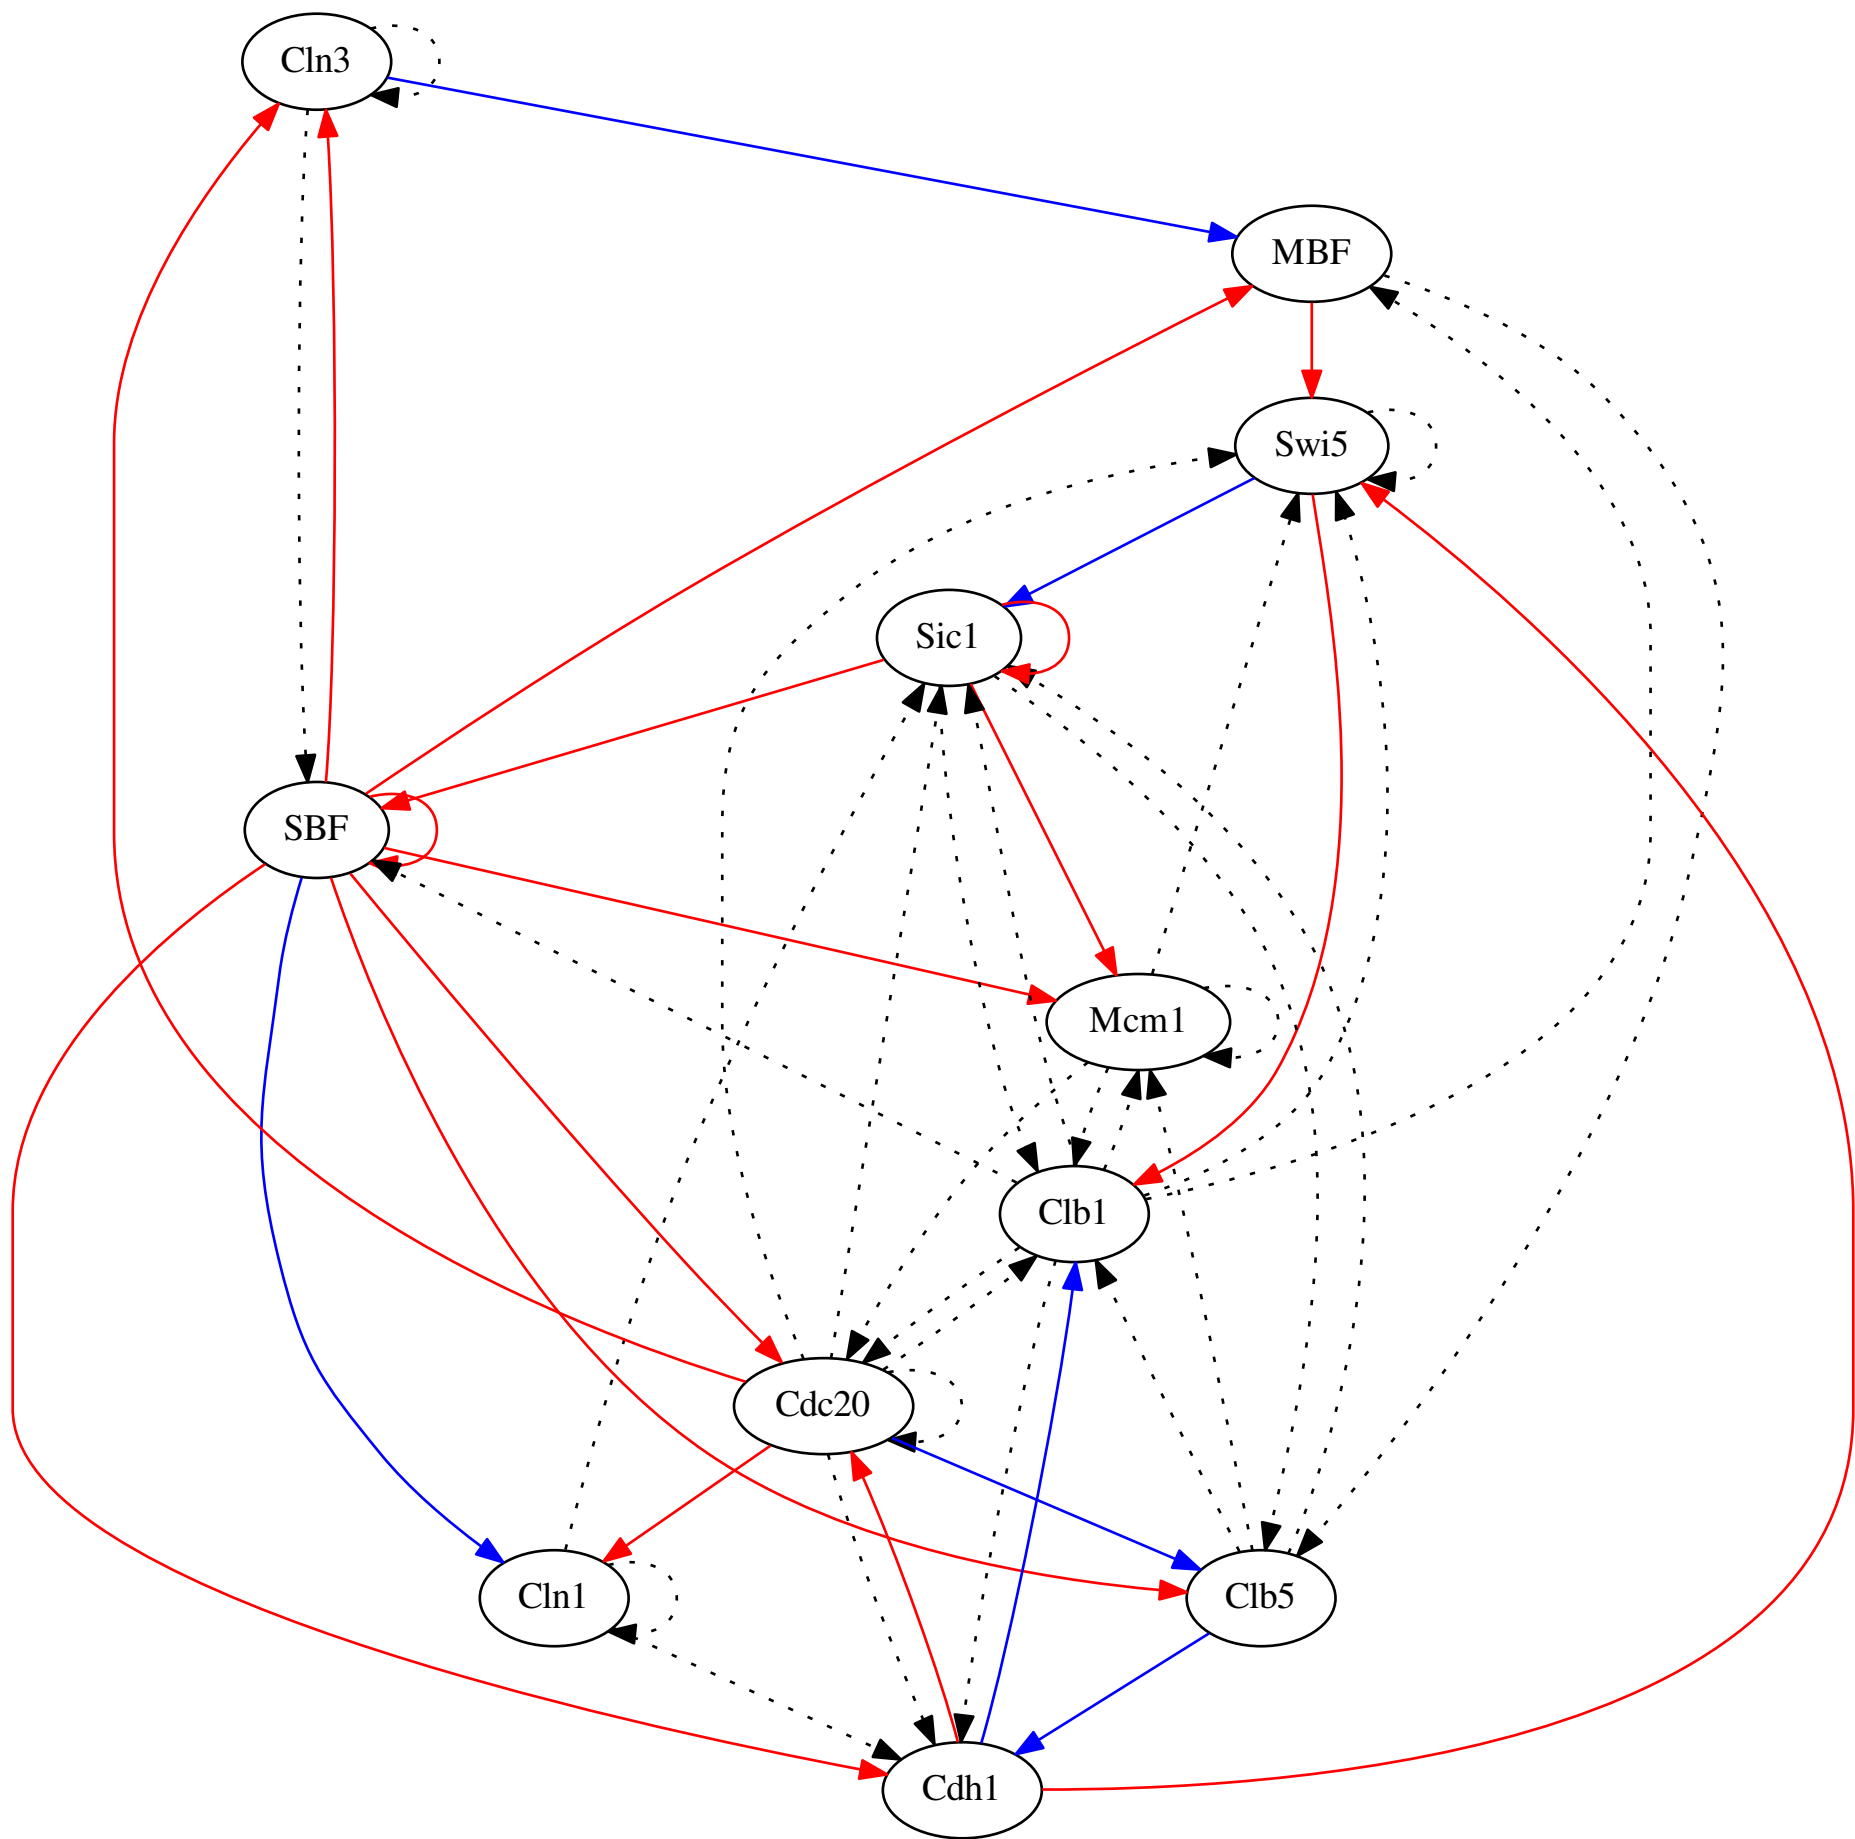 Cln3
MBF
Swi5
Sic1
SBF
Mcm1
Clb1
Cdc20
Cln1
Clb5
Cdh1